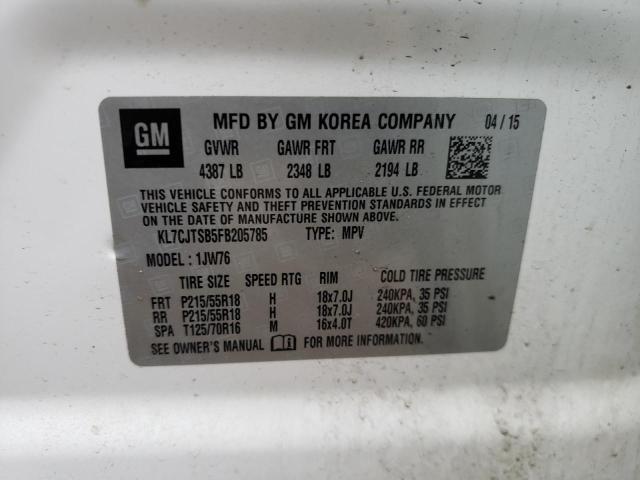 GM MFD BY GM KOREA COMPANY 04 / 15
GVWR GAWR FRT GAWR RR
4387 LB 2348 LB 2194 LB
THIS VEHICLE CONFORMS TO ALL APPLICABLE U.S. FEDERAL MOTOR
VEHICLE SAFETY AND THEFT PREVENTION STANDARDS IN EFFECT
ON THE DATE OF MANUFACTURE SHOWN ABOVE.
KL7CJTSB5FB205785 TYPE: MPV
MODEL : 1JW76
TIRE SIZE SPEED RTG RIM COLD TIRE PRESSURE
FRT P215/55R18 H 18x7.0J 240KPA, 35 PSI
RR P215/55R18 H 18x7.0J 240KPA, 35 PSI
SPA T125/70R16 M 16x4.0T 420KPA, 60 PSI
SEE OWNER'S MANUAL FOR MORE INFORMATION.